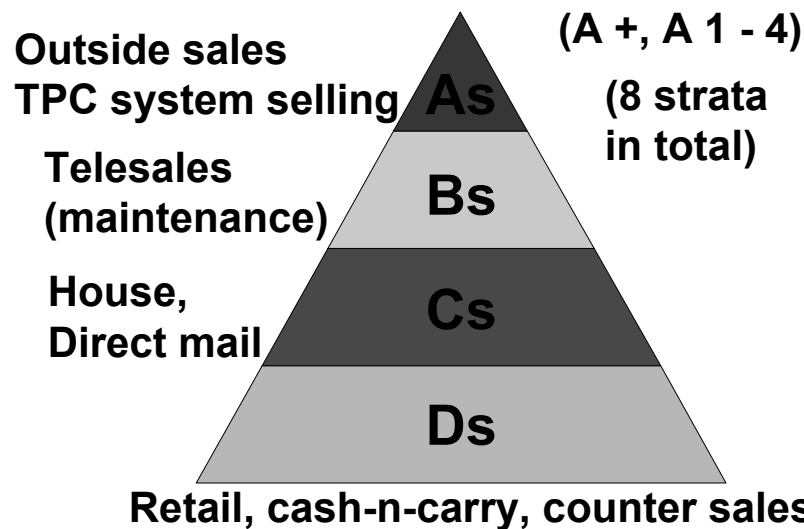 Outside sales
TPC system selling
(A +, A 1 - 4)
(8 strata
in total)
As
Telesales
(maintenance)
Bs
House,
Direct mail
Cs
Ds
Retail, cash-n-carry, counter sales